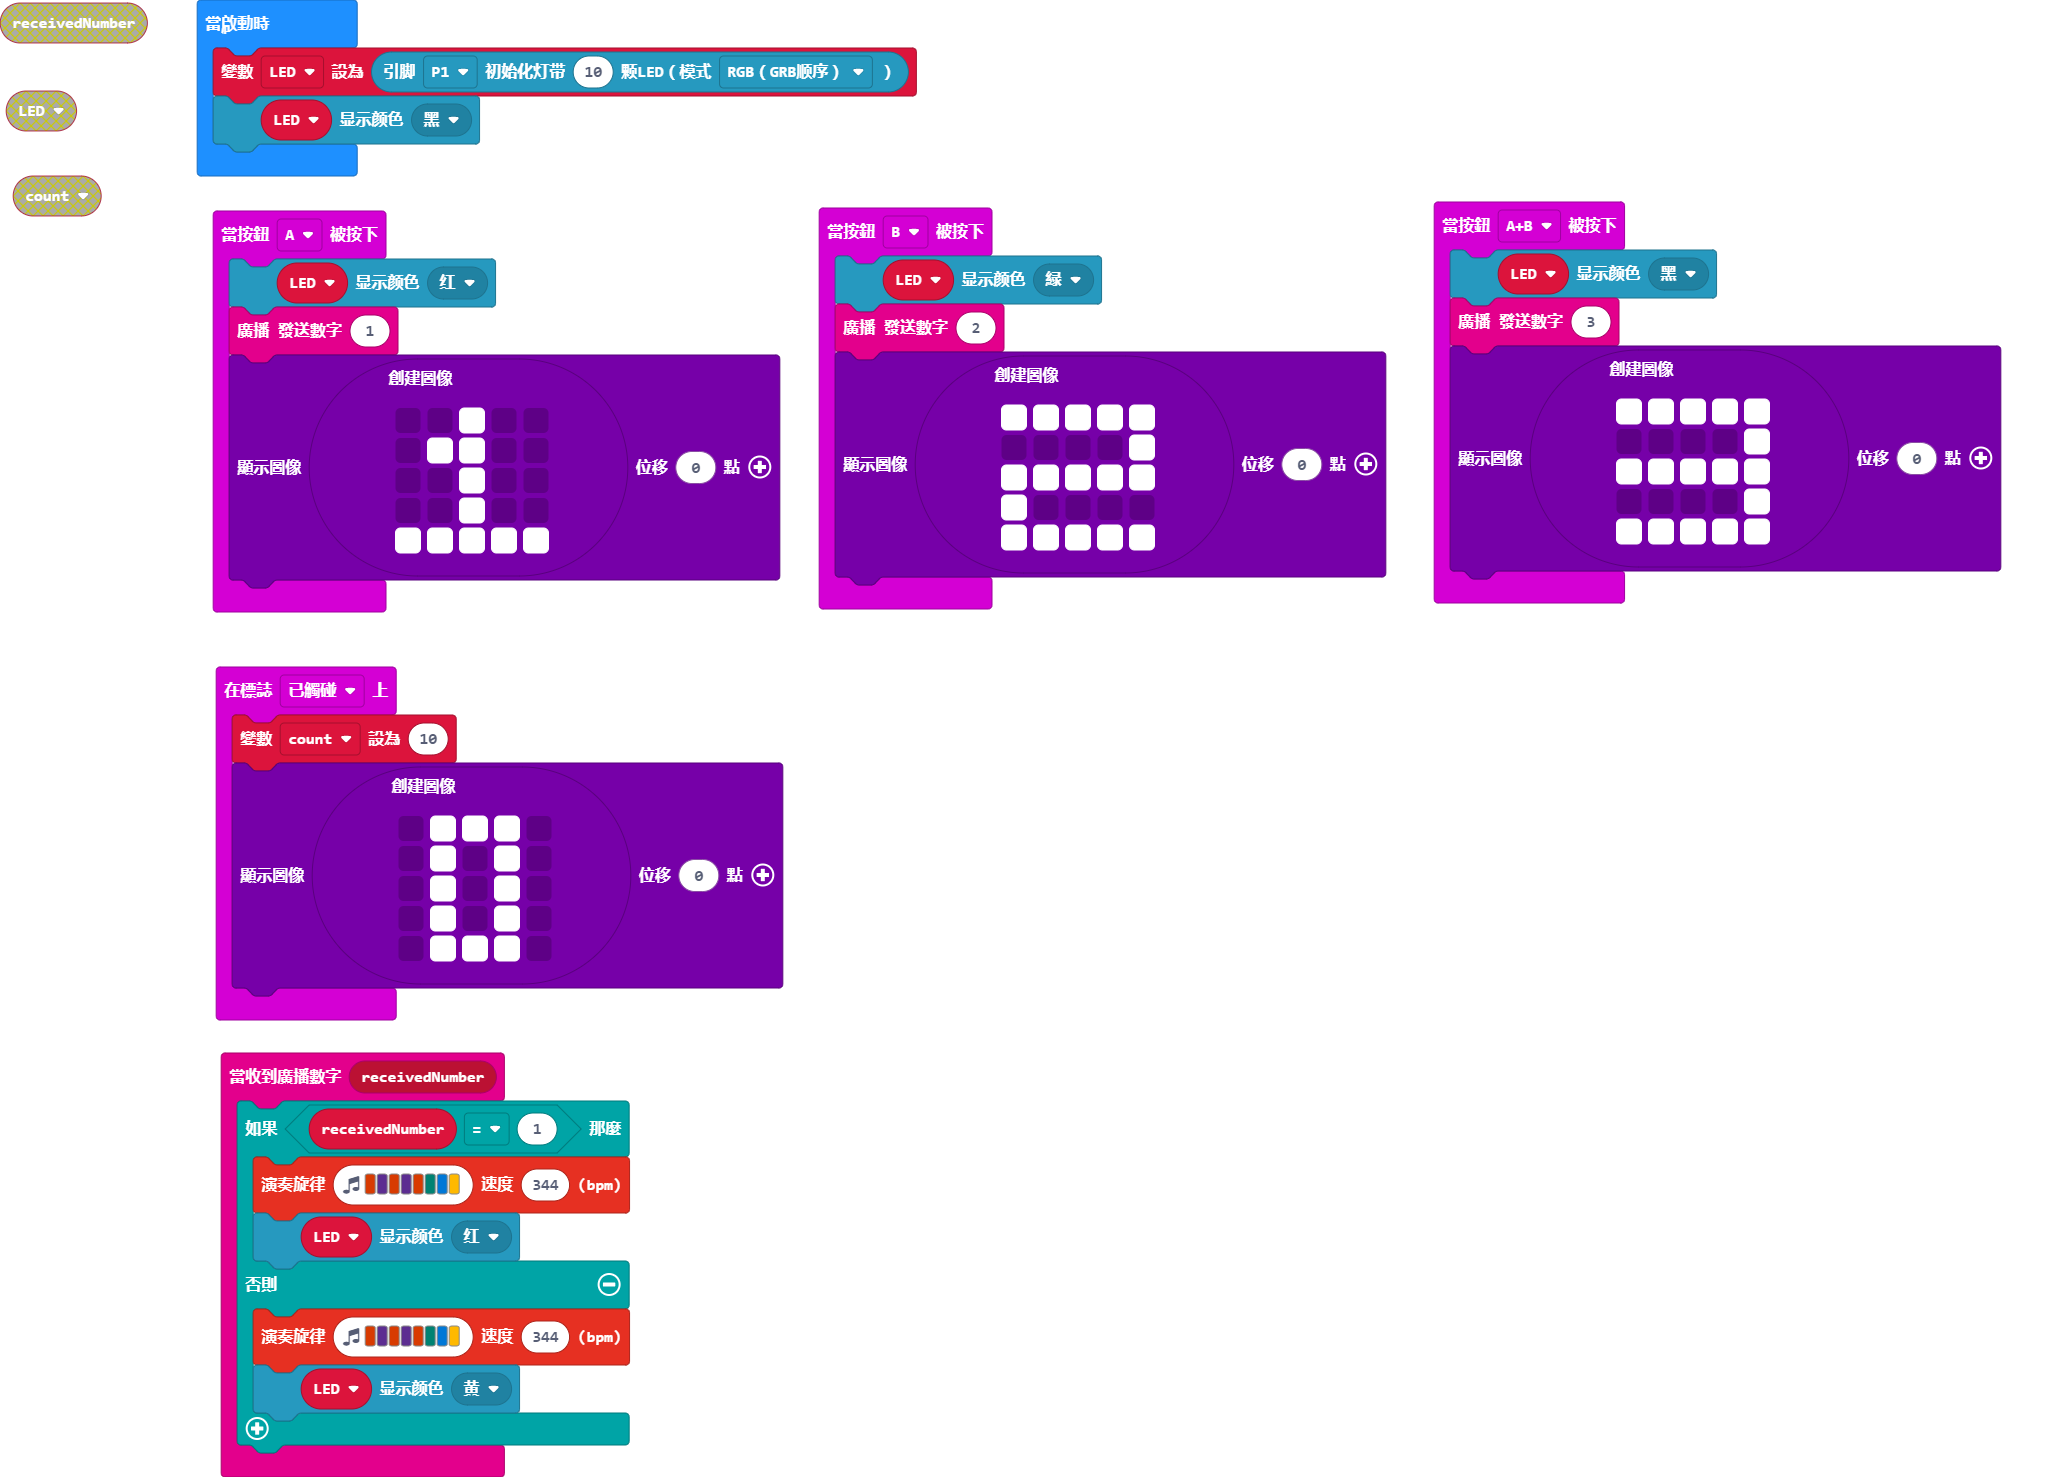 receivedNumber
LED
count
當啟動時
變數 LED 設為 引脚 P1 初始化灯带 10 颗LED（模式 RGB（GRB顺序） ）
LED 显示颜色 黑
當按鈕 A 被按下
LED 显示颜色 红
廣播 發送數字 1
創建圖像
顯示圖像 位移 0 點
當按鈕 B 被按下
LED 显示颜色 緑
廣播 發送數字 2
創建圖像
顯示圖像 位移 0 點
當按鈕 A+B 被按下
LED 显示颜色 黑
廣播 發送數字 3
創建圖像
顯示圖像 位移 0 點
在標誌 已觸碰 上
變數 count 設為 10
創建圖像
顯示圖像 位移 0 點
當收到廣播數字 receivedNumber
如果 receivedNumber = 1 那麼
演奏旋律 速度 344 (bpm)
LED 显示颜色 红
否則
演奏旋律 速度 344 (bpm)
LED 显示颜色 黄